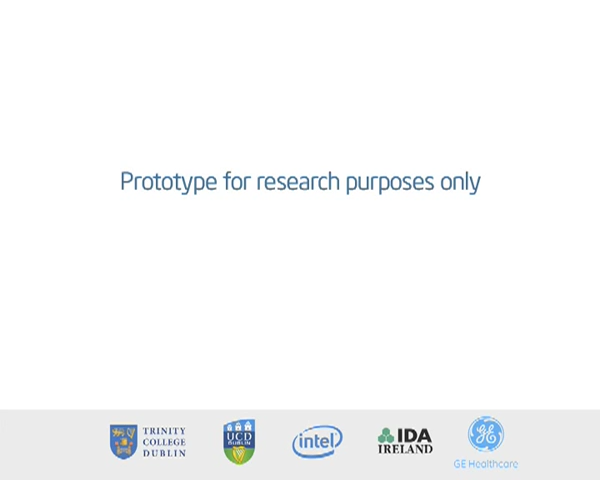 Prototype for research purposes only
TRINITY
COLLEGE
DUBLIN
UCD
DUBLIN
intel
IDA
IRELAND
GE
GE Healthcare